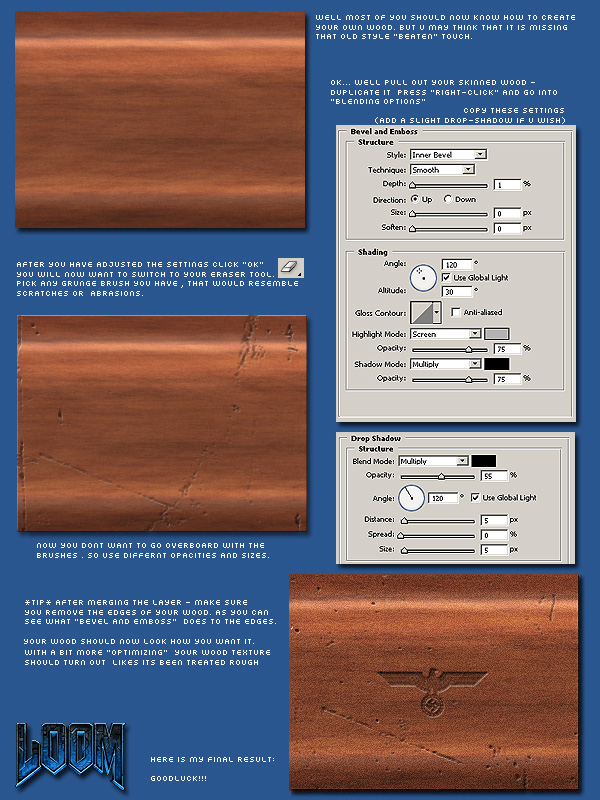 WELL MOST OF YOU SHOULD NOW KNOW HOW TO CREATE
YOUR OWN WOOD. BUT U MAY THINK THAT IT IS MISSING
THAT OLD STYLE "BEATEN" TOUCH.
OK... WELL PULL OUT YOUR SKINNED WOOD -
DUPLICATE IT PRESS "RIGHT-CLICK" AND GO INTO
"BLENDING OPTIONS"
COPY THESE SETTINGS
(ADD A SLIGHT DROP-SHADOW IF U WISH)
Bevel and Emboss
Structure
Style: Inner Bevel
Technique: Smooth
Depth: 1 %
Direction: Up Down
Size: 0 px
Soften: 0 px
Shading
Angle: 120 °
Use Global Light
Altitude: 30 °
Gloss Contour: Anti-aliased
Highlight Mode: Screen
Opacity: 75 %
Shadow Mode: Multiply
Opacity: 75 %
AFTER YOU HAVE ADJUSTED THE SETTINGS CLICK "OK"
YOU WILL NOW WANT TO SWITCH TO YOUR ERASER TOOL.
PICK ANY GRUNGE BRUSH YOU HAVE , THAT WOULD RESEMBLE
SCRATCHES OR ABRASIONS.
Drop Shadow
Structure
Blend Mode: Multiply
Opacity: 55 %
Angle: 120 ° Use Global Light
Distance: 5 px
Spread: 0 %
Size: 5 px
NOW YOU DONT WANT TO GO OVERBOARD WITH THE
BRUSHES . SO USE DIFFERNT OPACITIES AND SIZES.
*TIP* AFTER MERGING THE LAYER - MAKE SURE
YOU REMOVE THE EDGES OF YOUR WOOD. AS YOU CAN
SEE WHAT "BEVEL AND EMBOSS" DOES TO THE EDGES.
YOUR WOOD SHOULD NOW LOOK HOW YOU WANT IT.
WITH A BIT MORE "OPTIMIZING" YOUR WOOD TEXTURE
SHOULD TURN OUT LIKES ITS BEEN TREATED ROUGH
LOOM
HERE IS MY FINAL RESULT:
GOODLUCK!!!